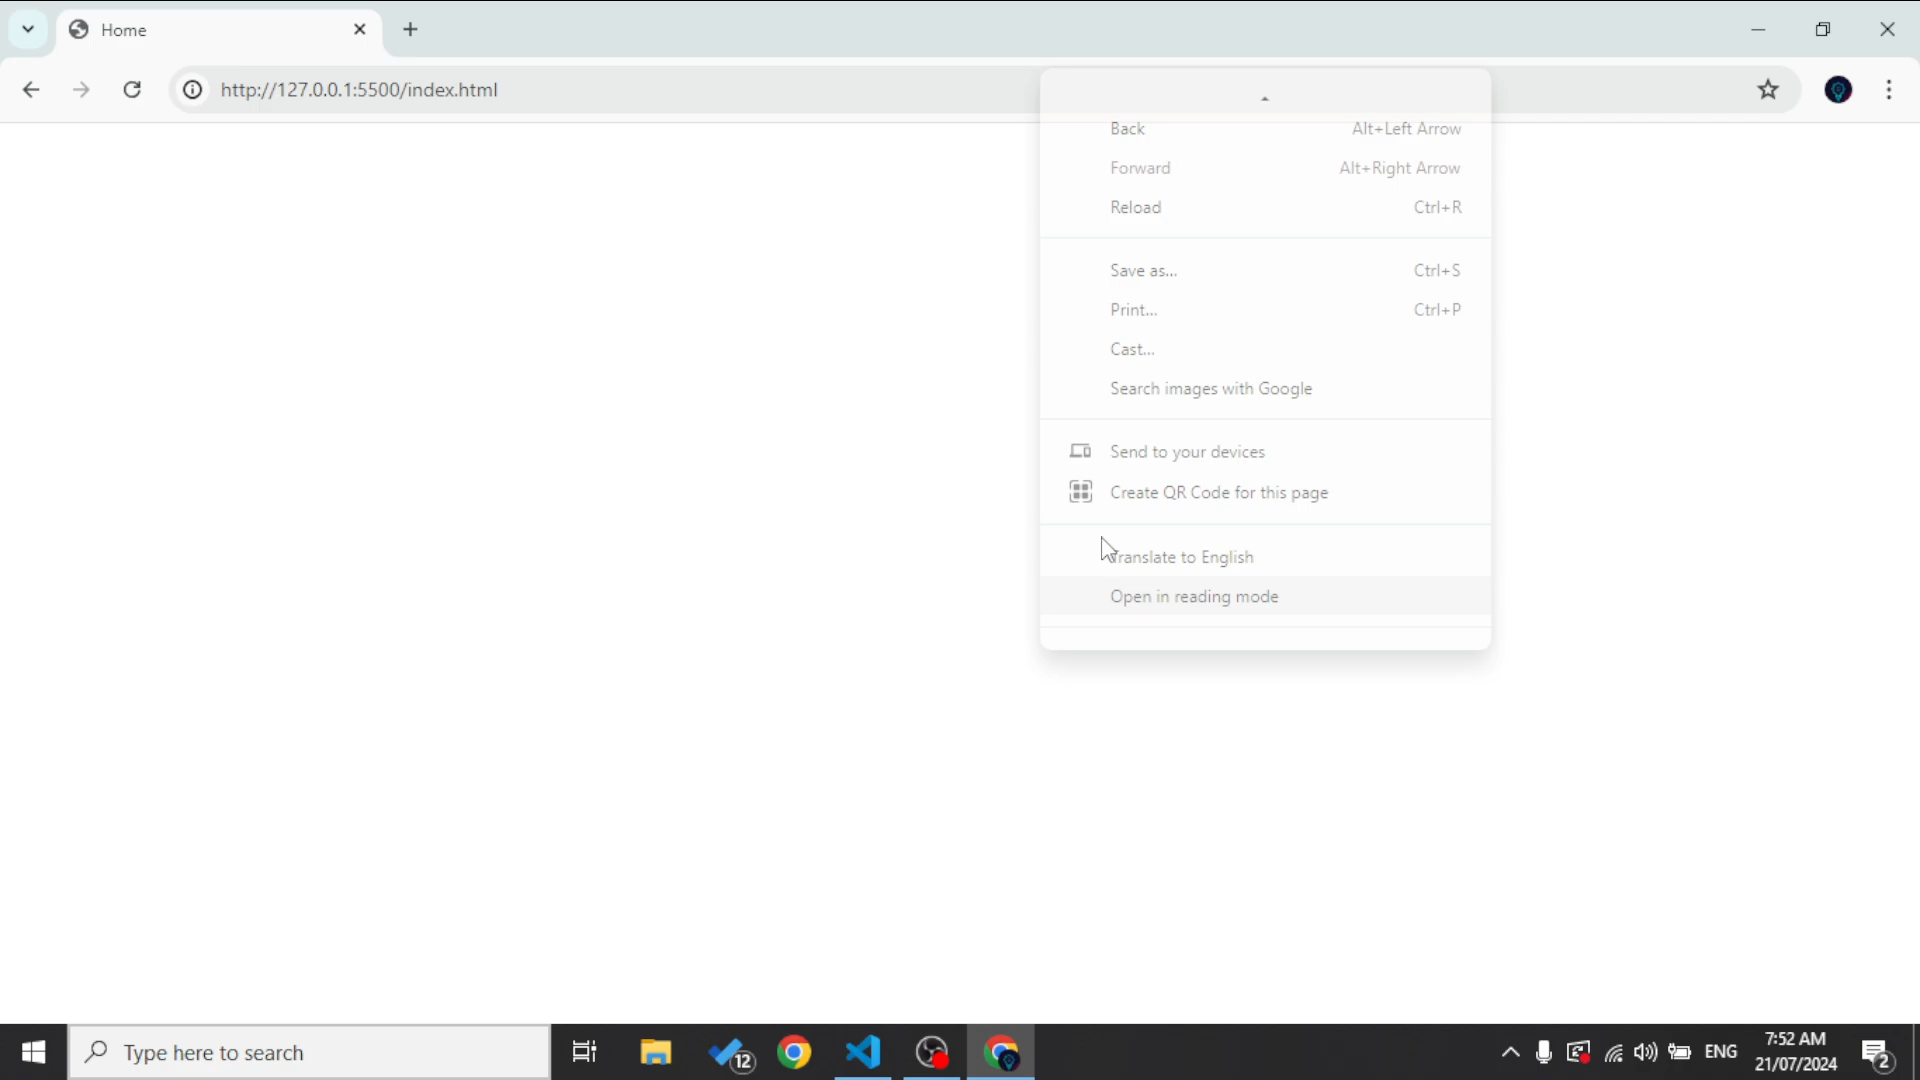 Home
http://127.0.0.1:5500/index.html
Back Alt+Left Arrow
Forward Alt+Right Arrow
Reload Ctrl+R
Save as... Ctrl+S
Print... Ctrl+P
Cast...
Search images with Google
Send to your devices
Create QR Code for this page
Translate to English
Open in reading mode
Type here to search
12
ENG
7:52 AM
21/07/2024
2